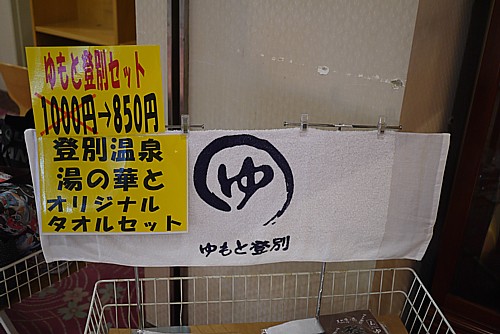 ゆもと登別セット
1000円→850円
登別温泉
湯の華と
オリジナル
タオルセット
ゆ
ゆもと登別